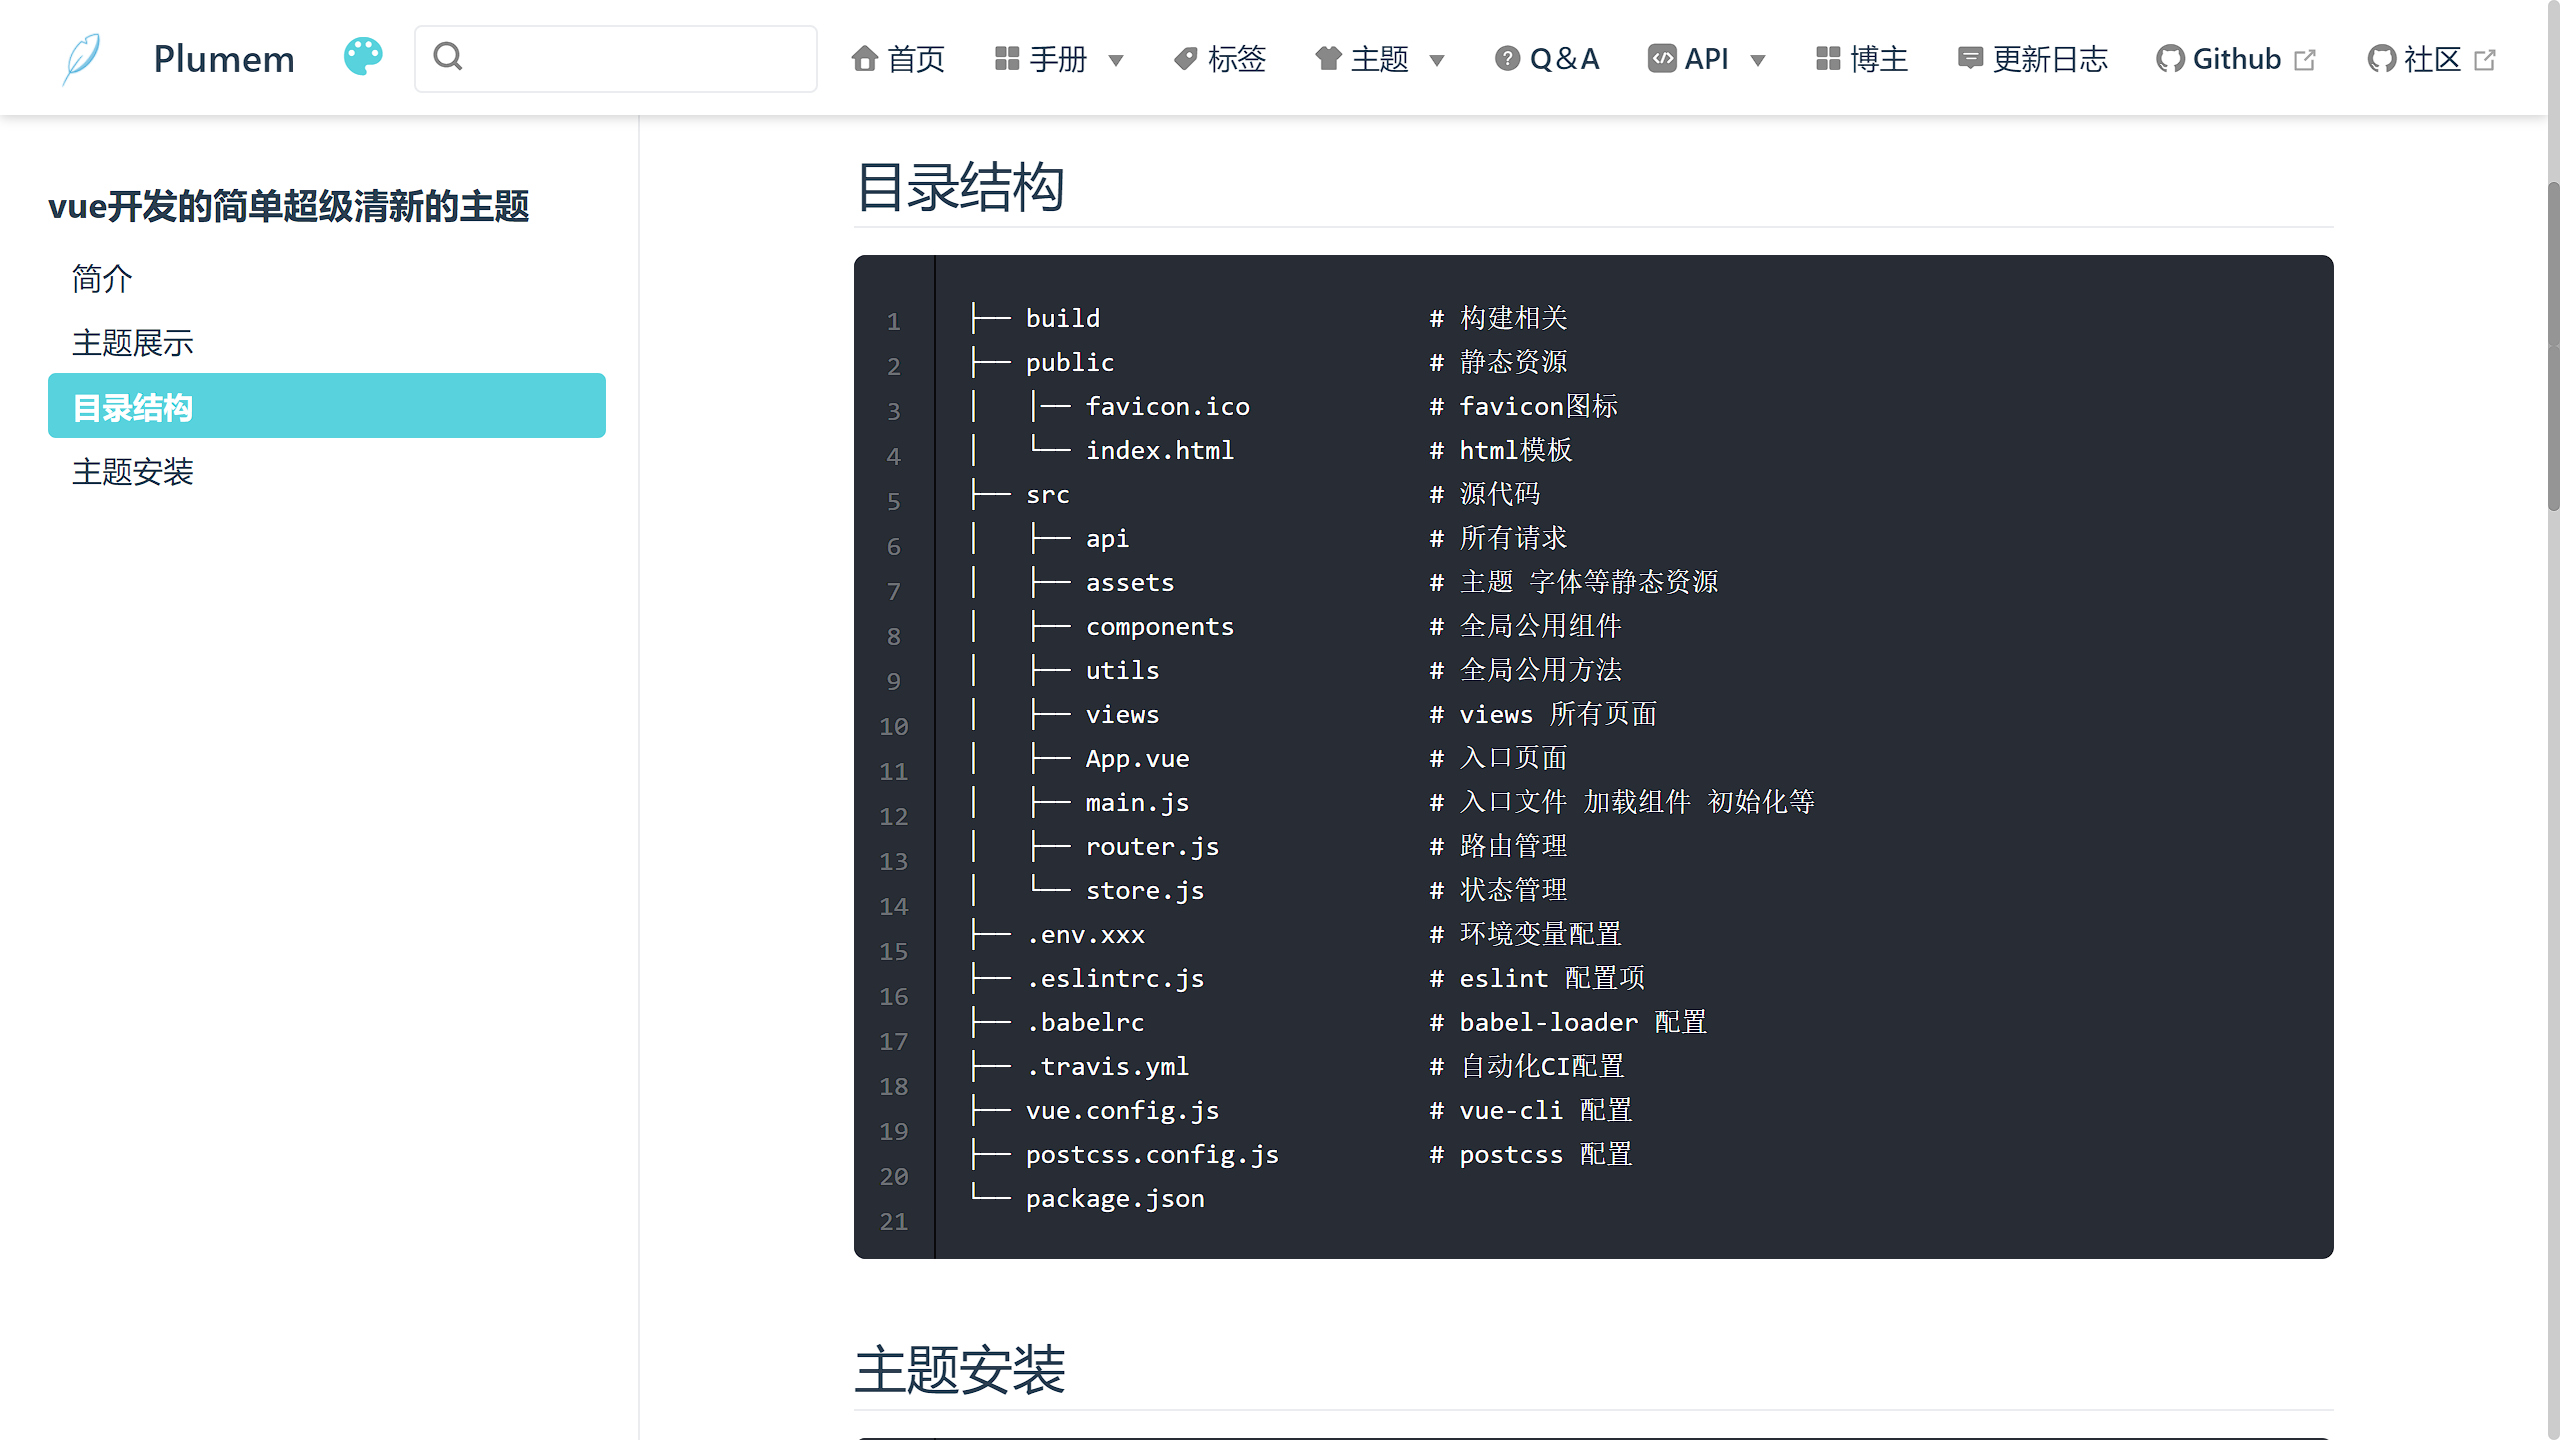 Plumem 首页 手册 标签 主题 Q&A API 博主 更新日志 Github 社区
vue开发的简单超级清新的主题
简介
主题展示
目录结构
主题安装
目录结构
1 ├── build # 构建相关
2 ├── public # 静态资源
3 │ │── favicon.ico # favicon图标
4 │ └── index.html # html模板
5 ├── src # 源代码
6 │ ├── api # 所有请求
7 │ ├── assets # 主题 字体等静态资源
8 │ ├── components # 全局公用组件
9 │ ├── utils # 全局公用方法
10 │ ├── views # views 所有页面
11 │ ├── App.vue # 入口页面
12 │ ├── main.js # 入口文件 加载组件 初始化等
13 │ ├── router.js # 路由管理
14 │ └── store.js # 状态管理
15 ├── .env.xxx # 环境变量配置
16 ├── .eslintrc.js # eslint 配置项
17 ├── .babelrc # babel-loader 配置
18 ├── .travis.yml # 自动化CI配置
19 ├── vue.config.js # vue-cli 配置
20 ├── postcss.config.js # postcss 配置
21 └── package.json
主题安装